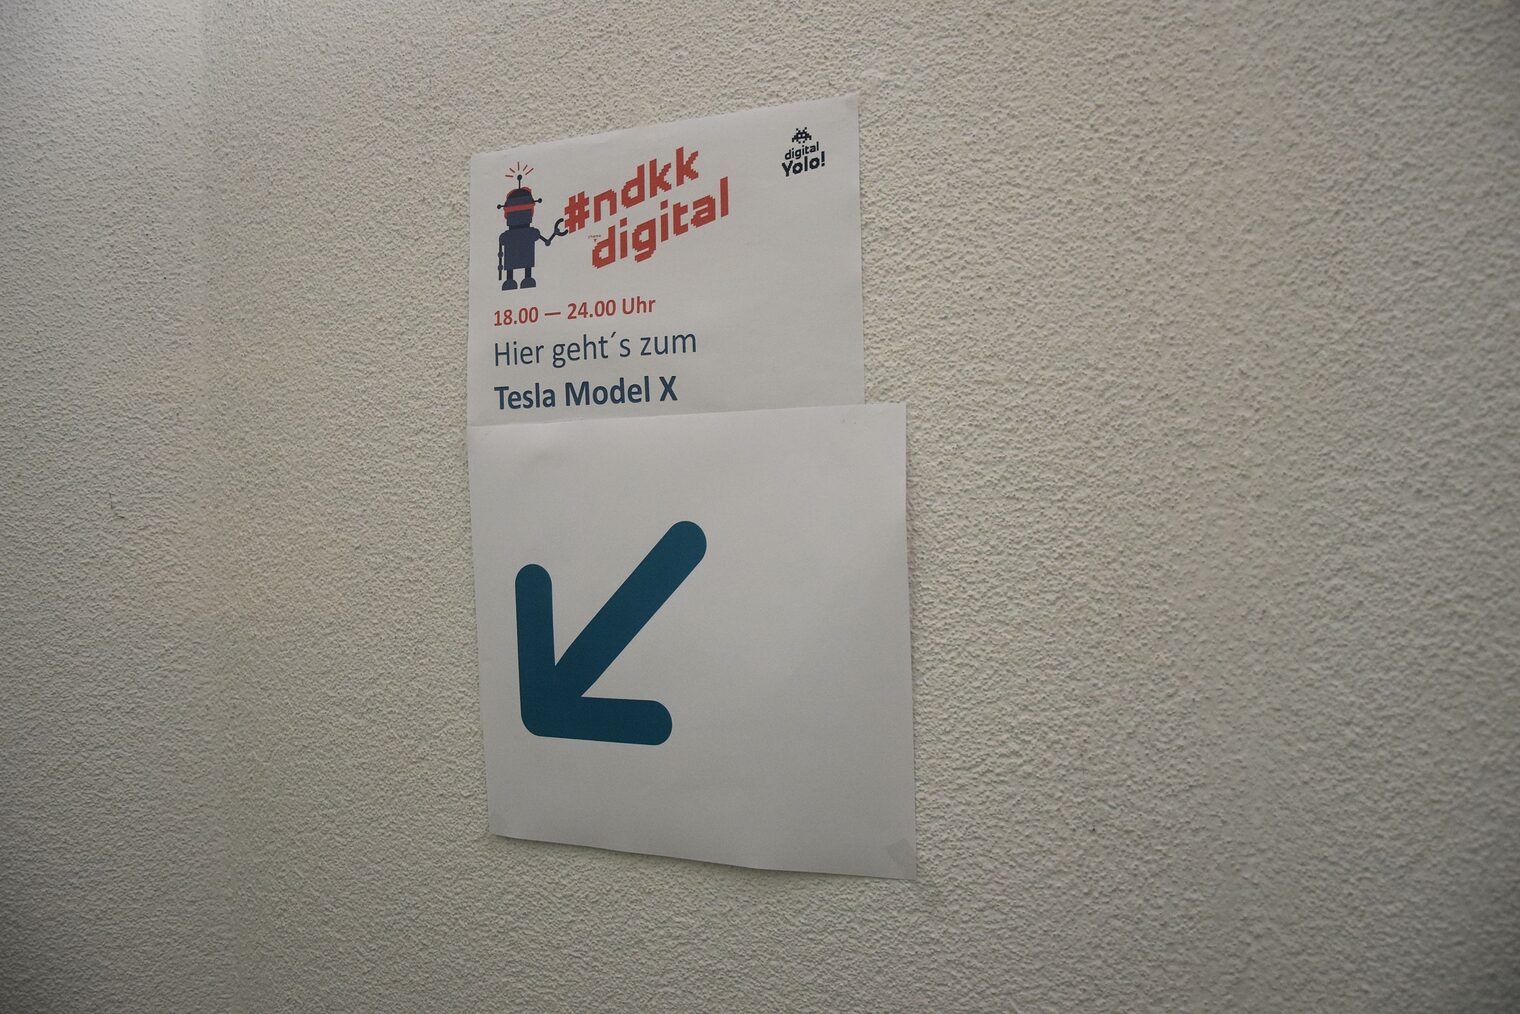 #ndkk
digital
digital
Yolo!
18.00 — 24.00 Uhr
Hier geht´s zum
Tesla Model X